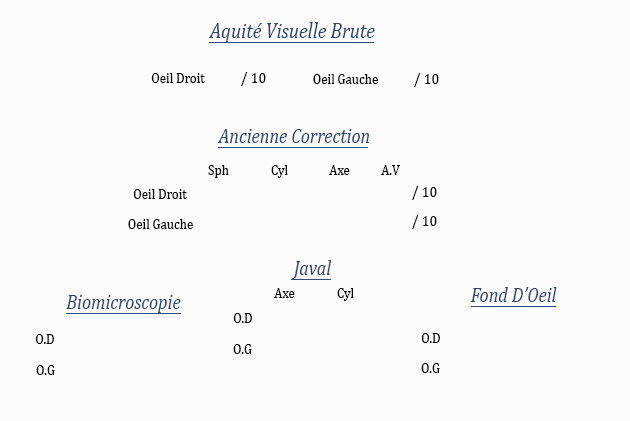 Aquité Visuelle Brute
Oeil Droit / 10 Oeil Gauche / 10
Ancienne Correction
Sph Cyl Axe A.V
Oeil Droit / 10
Oeil Gauche / 10
Javal
Axe Cyl
O.D
O.G
Biomicroscopie
O.D
O.G
Fond D’Oeil
O.D
O.G